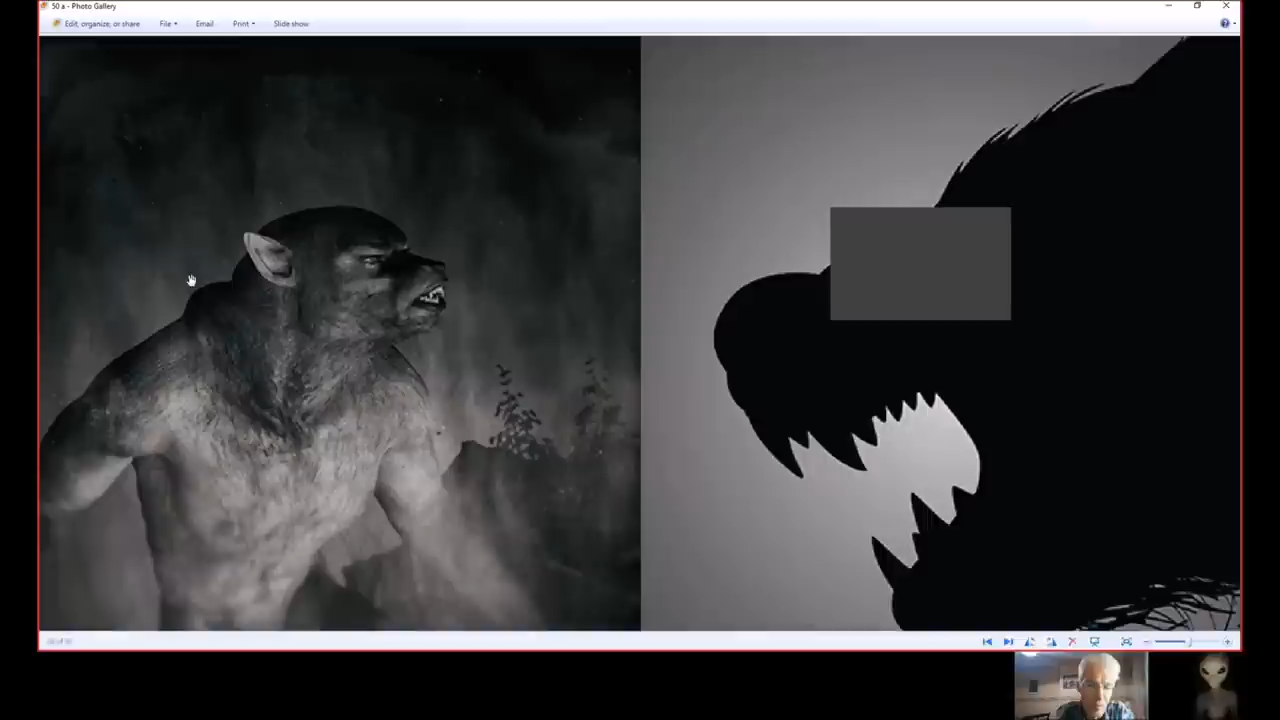 50 a - Photo Gallery
Edit, organize, or share File Email Print Slide show